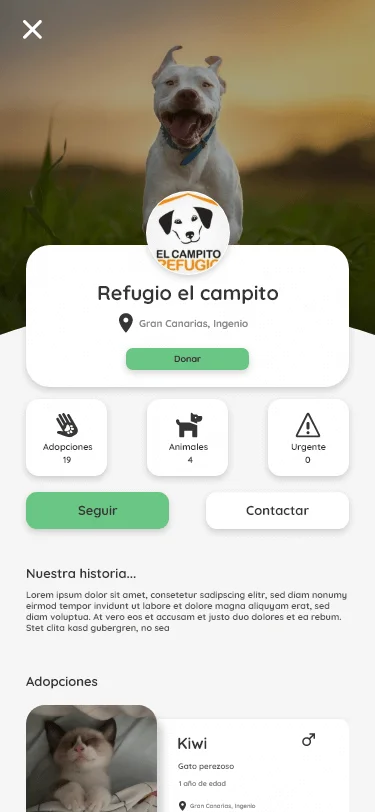 EL CAMPITO
REFUGIO
Refugio el campito
Gran Canarias, Ingenio
Donar
Adopciones
19
Animales
4
Urgente
0
Seguir
Contactar
Nuestra historia...
Lorem ipsum dolor sit amet, consetetur sadipscing elitr, sed diam nonumy
eirmod tempor invidunt ut labore et dolore magna aliquyam erat, sed
diam voluptua. At vero eos et accusam et justo duo dolores et ea rebum.
Stet clita kasd gubergren, no sea
Adopciones
Kiwi
Gato perezoso
1 año de edad
Gran Canarias, Ingenio